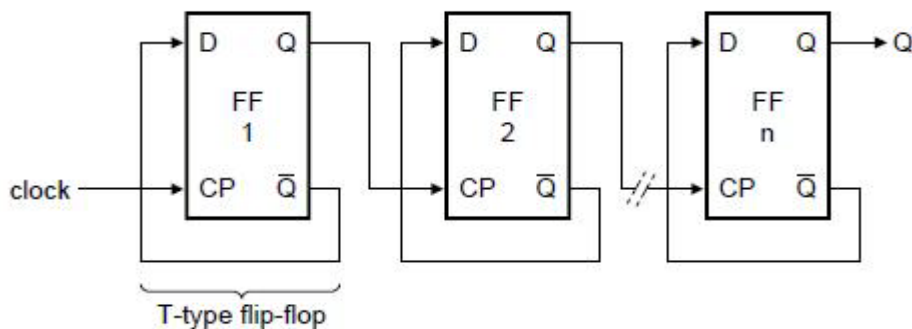 D Q
FF
1
CP Q̅
D Q
FF
2
CP Q̅
D Q
FF
n
CP Q̅
Q
clock
T-type flip-flop